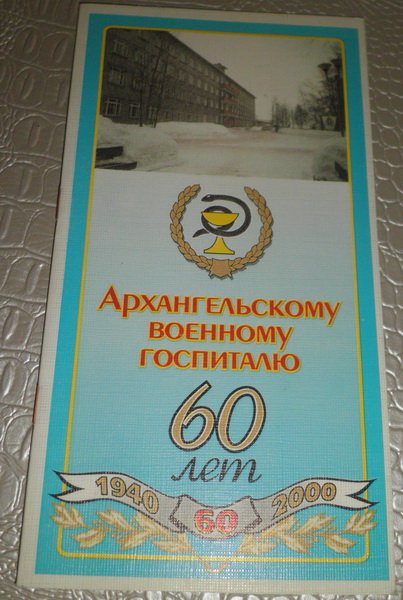 Архангельскому
военному
госпиталю
60
лет
1940 60 2000